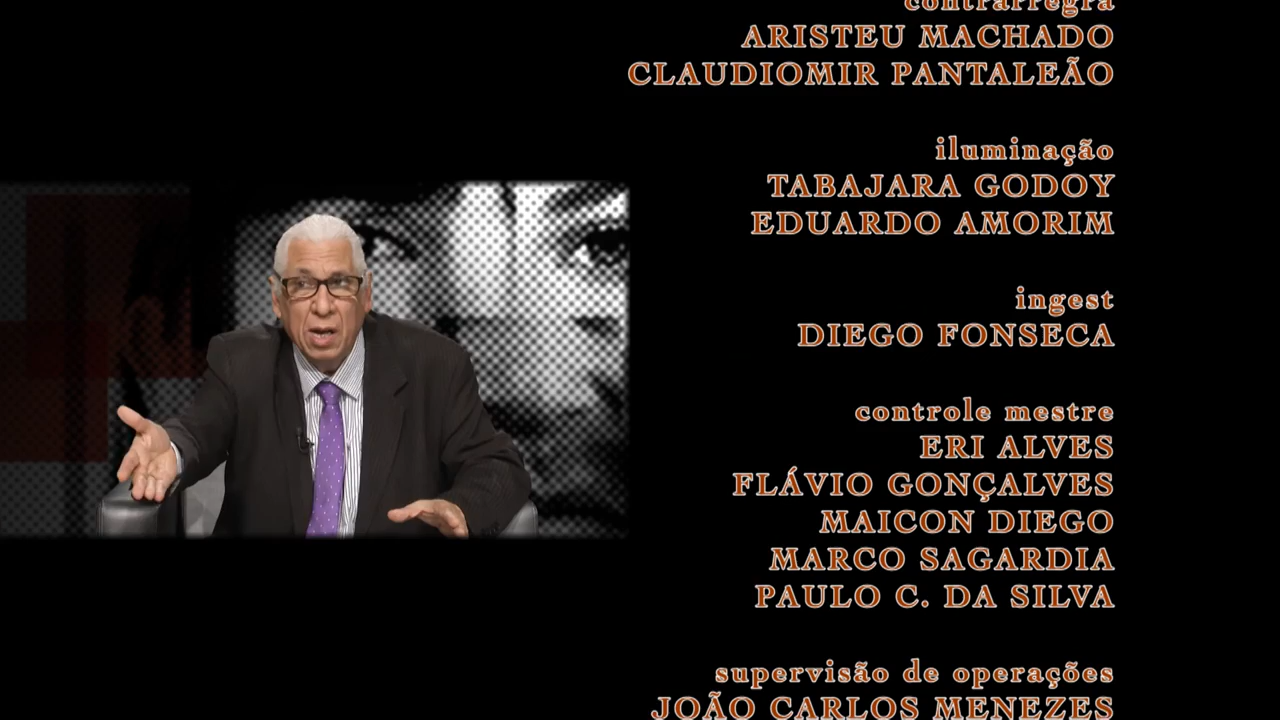 contrarregra
ARISTEU MACHADO
CLAUDIOMIR PANTALEÃO
iluminação
TABAJARA GODOY
EDUARDO AMORIM
ingest
DIEGO FONSECA
controle mestre
ERI ALVES
FLÁVIO GONÇALVES
MAICON DIEGO
MARCO SAGARDIA
PAULO C. DA SILVA
supervisão de operações
JOÃO CARLOS MENEZES